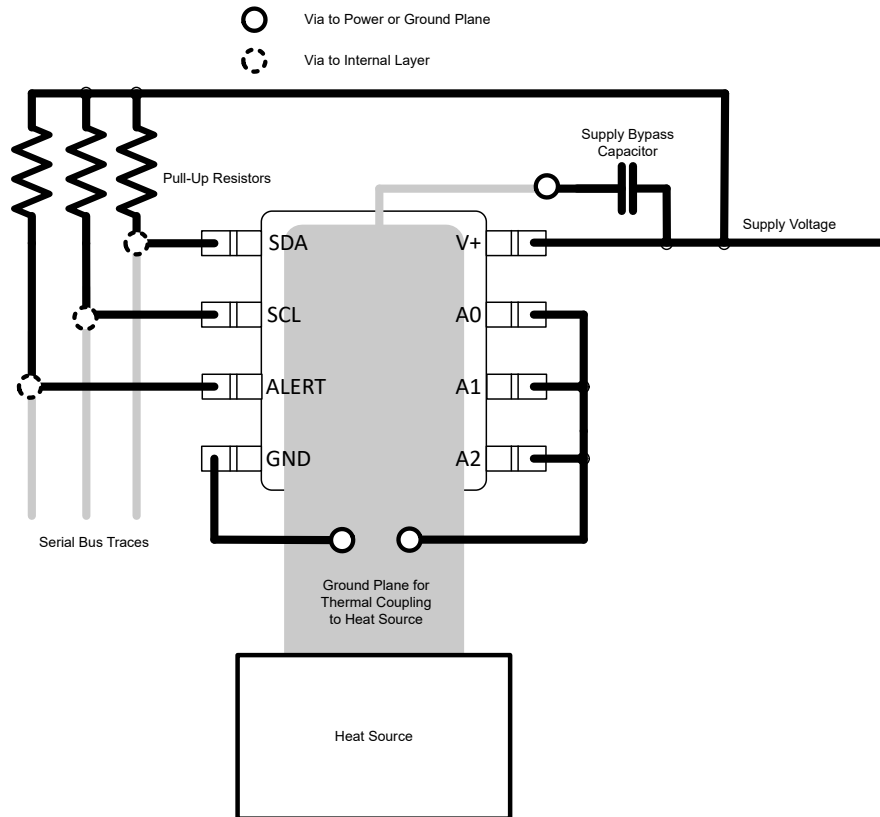 Via to Power or Ground Plane
Via to Internal Layer
Supply Bypass
Capacitor
Pull-Up Resistors
Supply Voltage
SDA
V+
SCL
A0
ALERT
A1
GND
A2
Serial Bus Traces
Ground Plane for
Thermal Coupling
to Heat Source
Heat Source